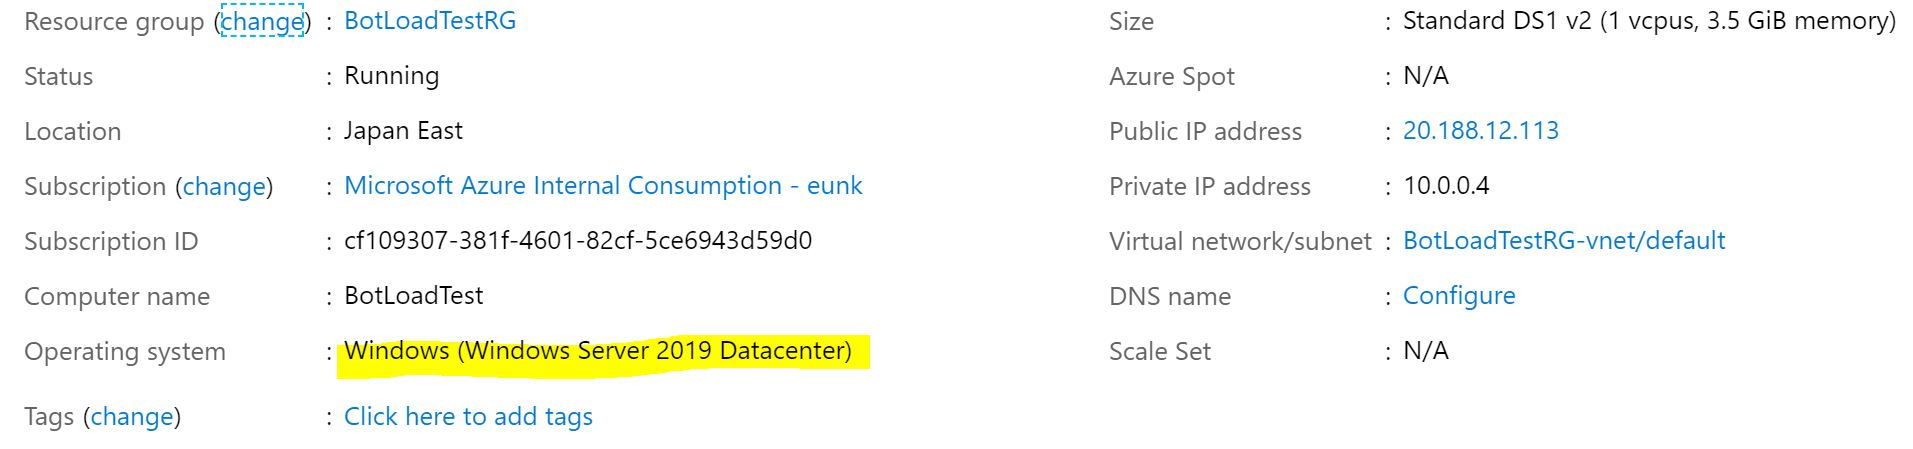 Resource group (change) : BotLoadTestRG
Status : Running
Location : Japan East
Subscription (change) : Microsoft Azure Internal Consumption - eunk
Subscription ID : cf109307-381f-4601-82cf-5ce6943d59d0
Computer name : BotLoadTest
Operating system : Windows (Windows Server 2019 Datacenter)
Tags (change) : Click here to add tags
Size : Standard DS1 v2 (1 vcpus, 3.5 GiB memory)
Azure Spot : N/A
Public IP address : 20.188.12.113
Private IP address : 10.0.0.4
Virtual network/subnet : BotLoadTestRG-vnet/default
DNS name : Configure
Scale Set : N/A